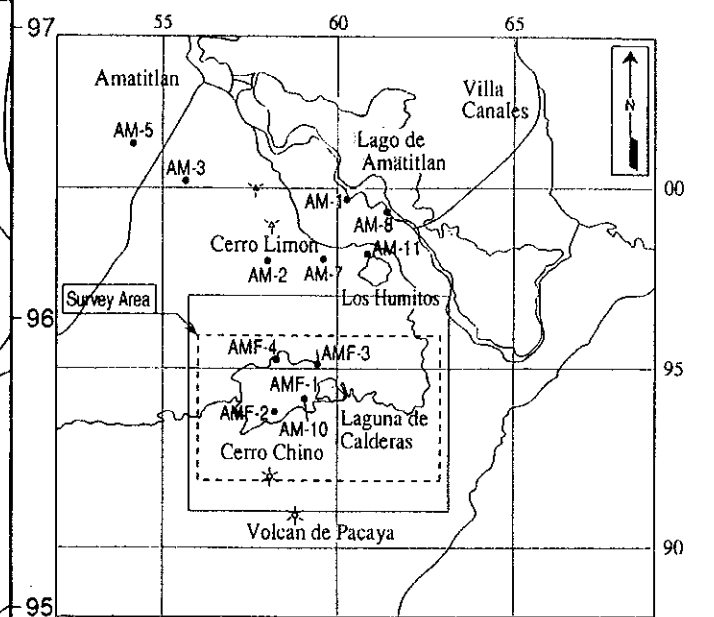 97
55
60
65
Amatitlan
N
Villa
Canales
AM-5
Lago de
Amatitlan
AM-3
00
AM-1
AM-8
Cerro Limon
AM-11
AM-2
AM-7
Los Humitos
Survey Area
96
AMF-4
AMF-3
95
AMF-1
AMF-2
AM-10
Laguna de
Calderas
Cerro Chino
Volcan de Pacaya
90
95